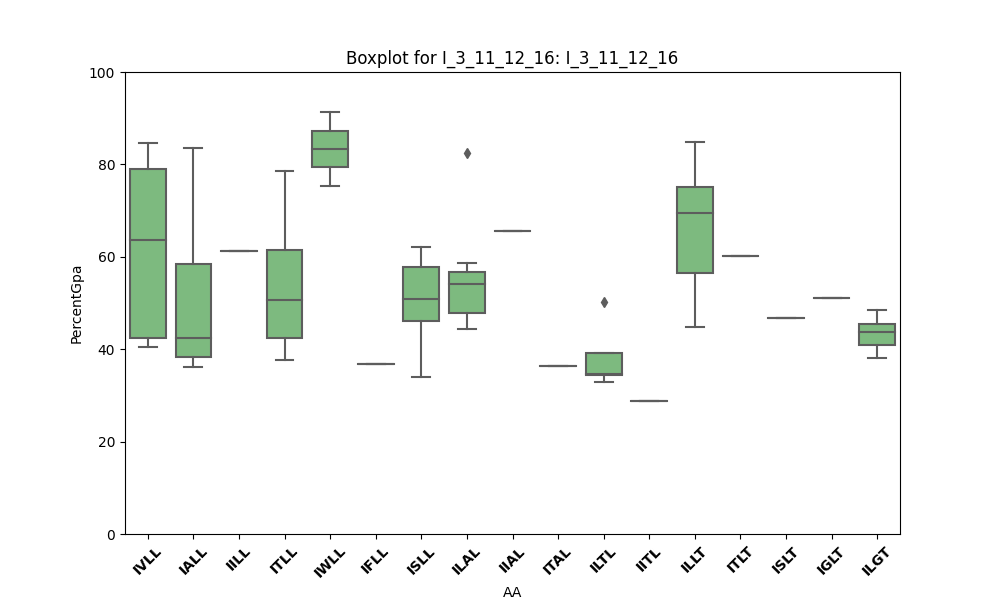 Boxplot for I_3_11_12_16: I_3_11_12_16
100
80
60
40
20
0
PercentGpa
IVLL
IALL
IILL
ITLL
IWLL
IFLL
ISLL
ILAL
IIAL
ITAL
ILTL
IITL
ILLT
ITLT
ISLT
IGLT
ILGT
AA